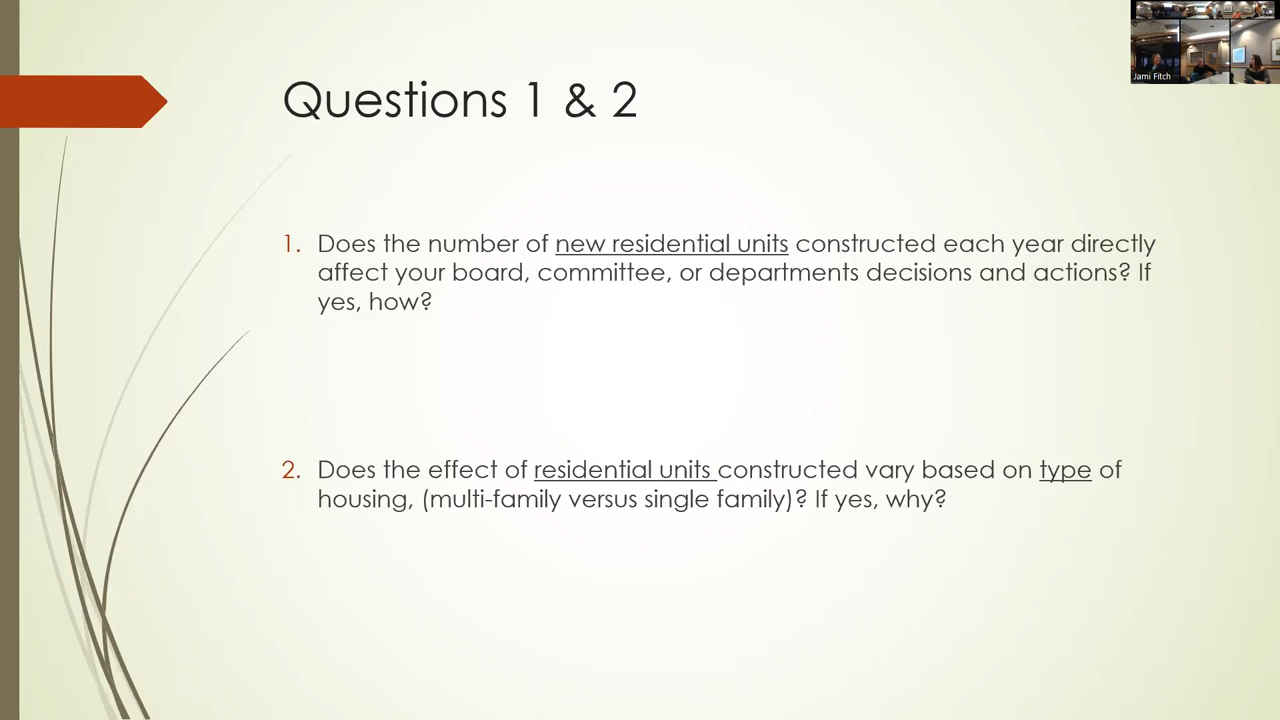 Jami Fitch
Questions 1 & 2
1. Does the number of new residential units constructed each year directly
affect your board, committee, or departments decisions and actions? If
yes, how?
2. Does the effect of residential units constructed vary based on type of
housing, (multi-family versus single family)? If yes, why?